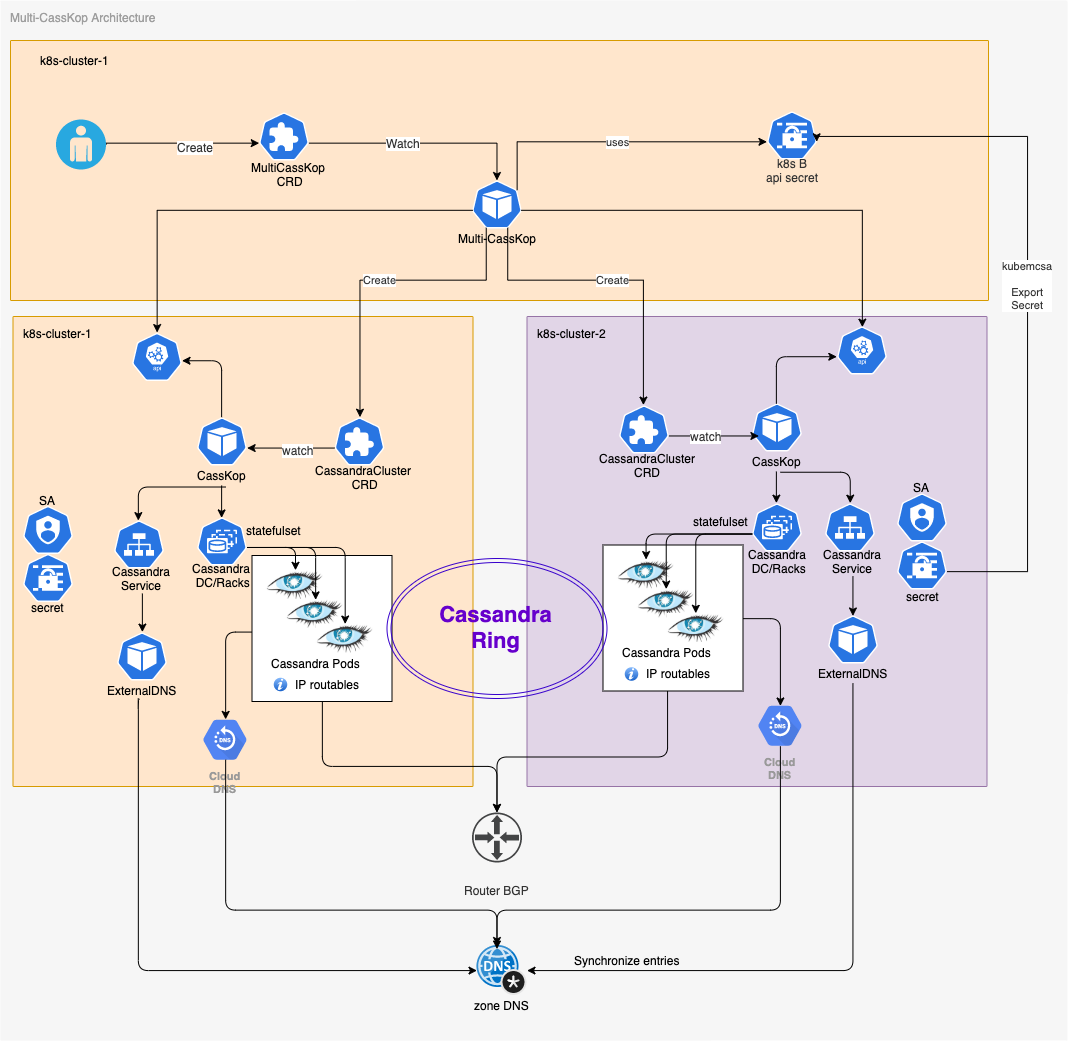 Multi-CassKop Architecture
k8s-cluster-1
Create
MultiCassKop
CRD
Watch
uses
k8s B
api secret
Multi-CassKop
Create
Create
kubemcsa
Export
Secret
k8s-cluster-1
api
CassKop
watch
CassandraCluster
CRD
SA
secret
Cassandra
Service
Cassandra
DC/Racks
statefulset
Cassandra Pods
IP routables
ExternalDNS
DNS
Cloud
DNS
Cassandra
Ring
k8s-cluster-2
api
CassandraCluster
CRD
watch
CassKop
statefulset
Cassandra
DC/Racks
Cassandra
Service
SA
secret
Cassandra Pods
IP routables
ExternalDNS
DNS
Cloud
DNS
Router BGP
DNS
Synchronize entries
zone DNS